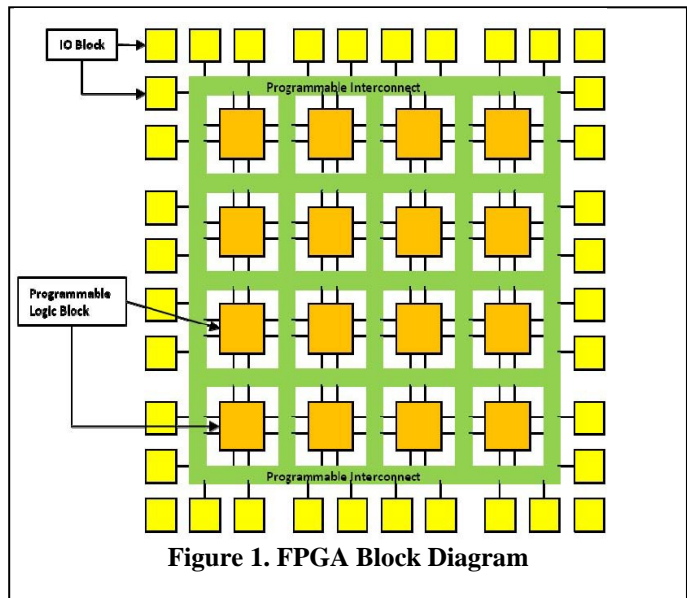 IO Block
Programmable Interconnect
Programmable
Logic Block
Programmable Interconnect
Figure 1. FPGA Block Diagram